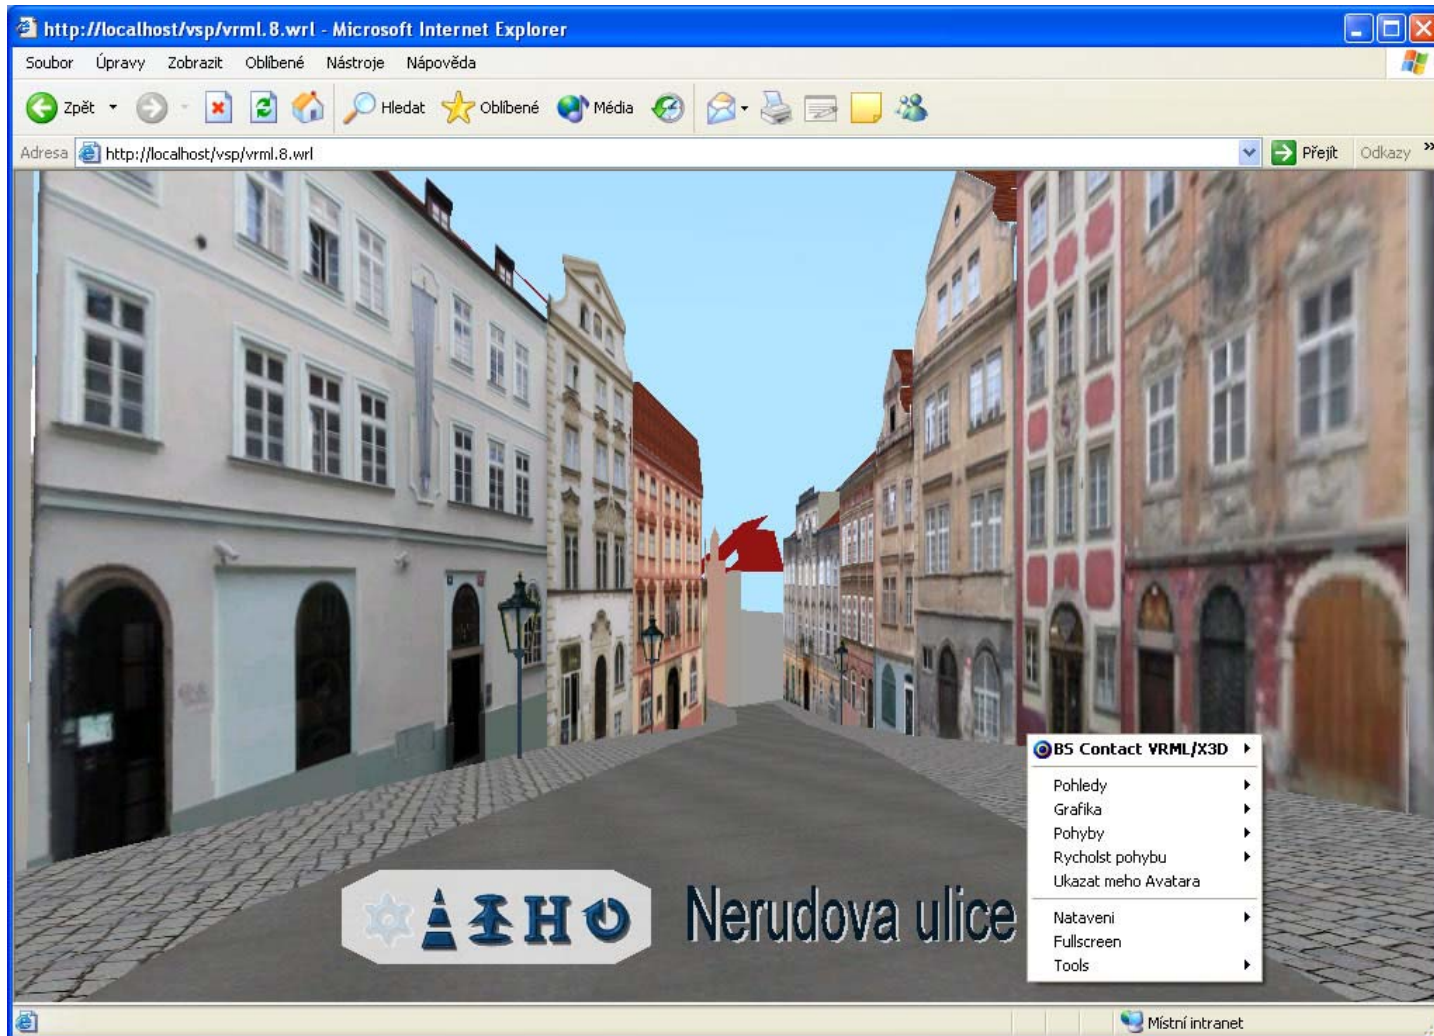 http://localhost/vsp/vrml.8.wrl - Microsoft Internet Explorer
Soubor Úpravy Zobrazit Oblíbené Nástroje Nápověda
Zpět Hledat Oblíbené Média
Adresa http://localhost/vsp/vrml.8.wrl Přejít Odkazy »
BS Contact VRML/X3D
Pohledy
Grafika
Pohyby
Rycholst pohybu
Ukazat meho Avatara
Nataveni
Fullscreen
Tools
Nerudova ulice
Místní intranet